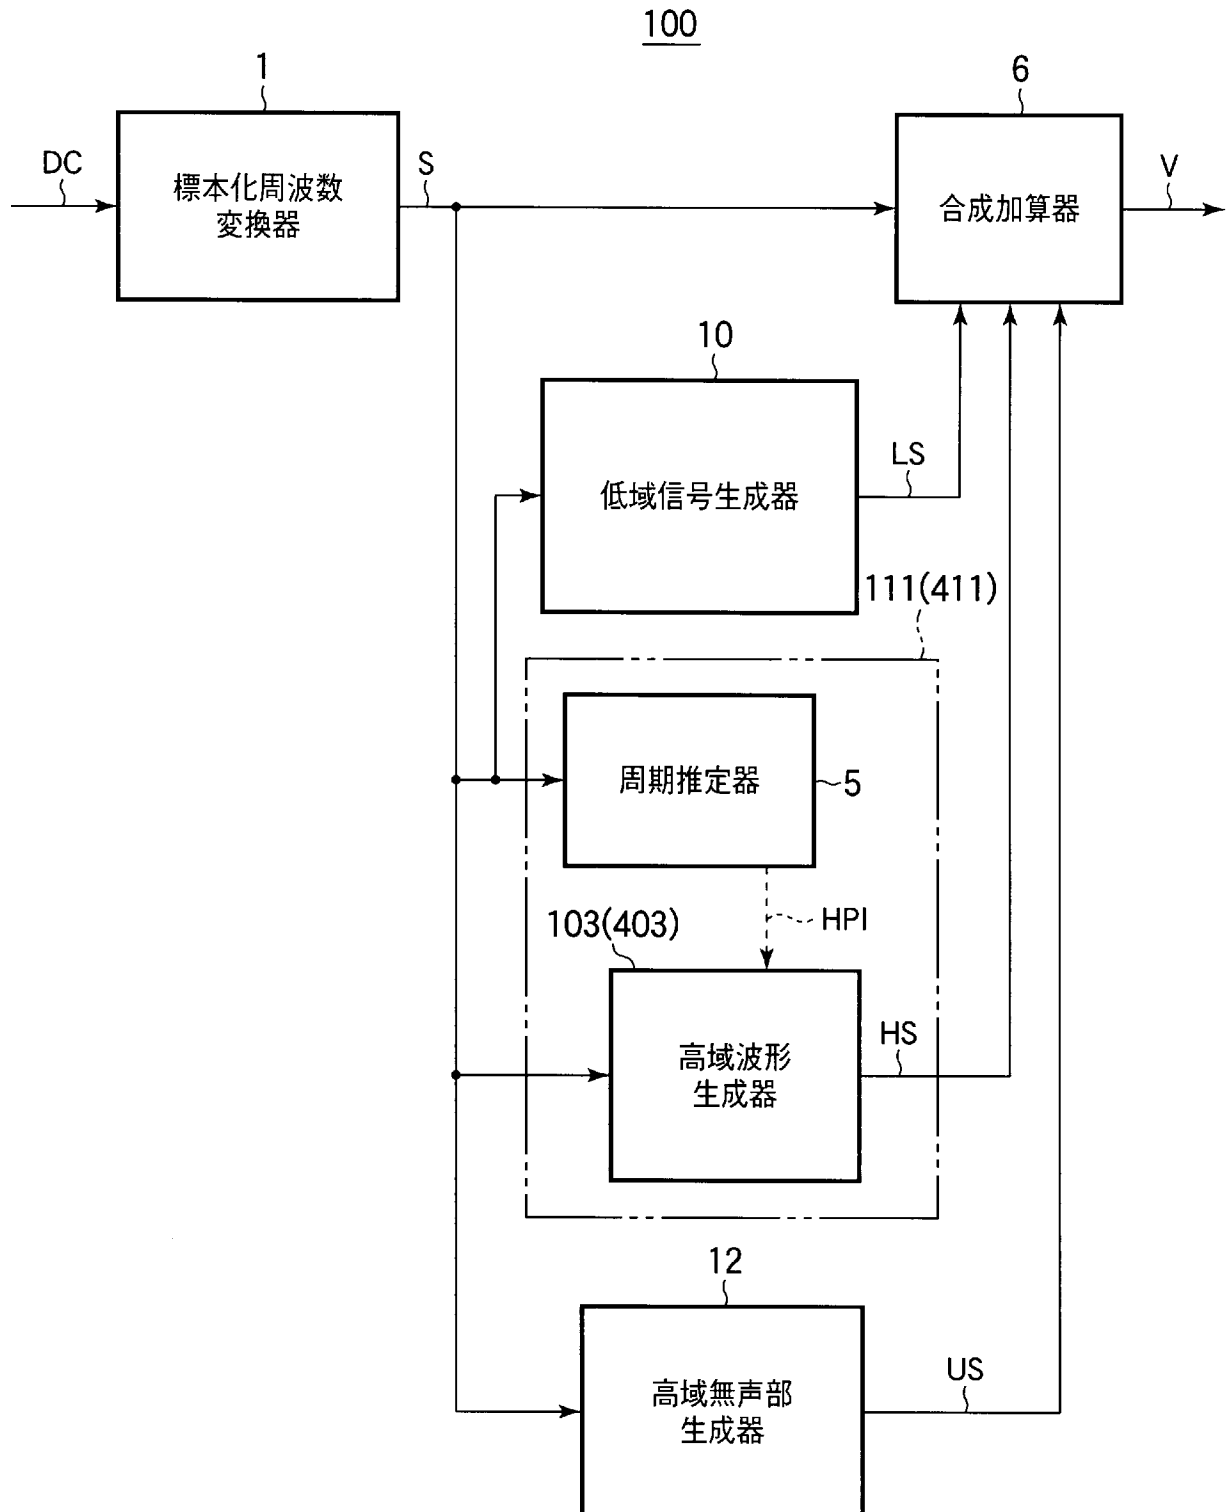 100
1
6
DC
標本化周波数
変換器
S
合成加算器
V
10
低域信号生成器
LS
111(411)
周期推定器
5
HPI
103(403)
高域波形
生成器
HS
12
高域無声部
生成器
US